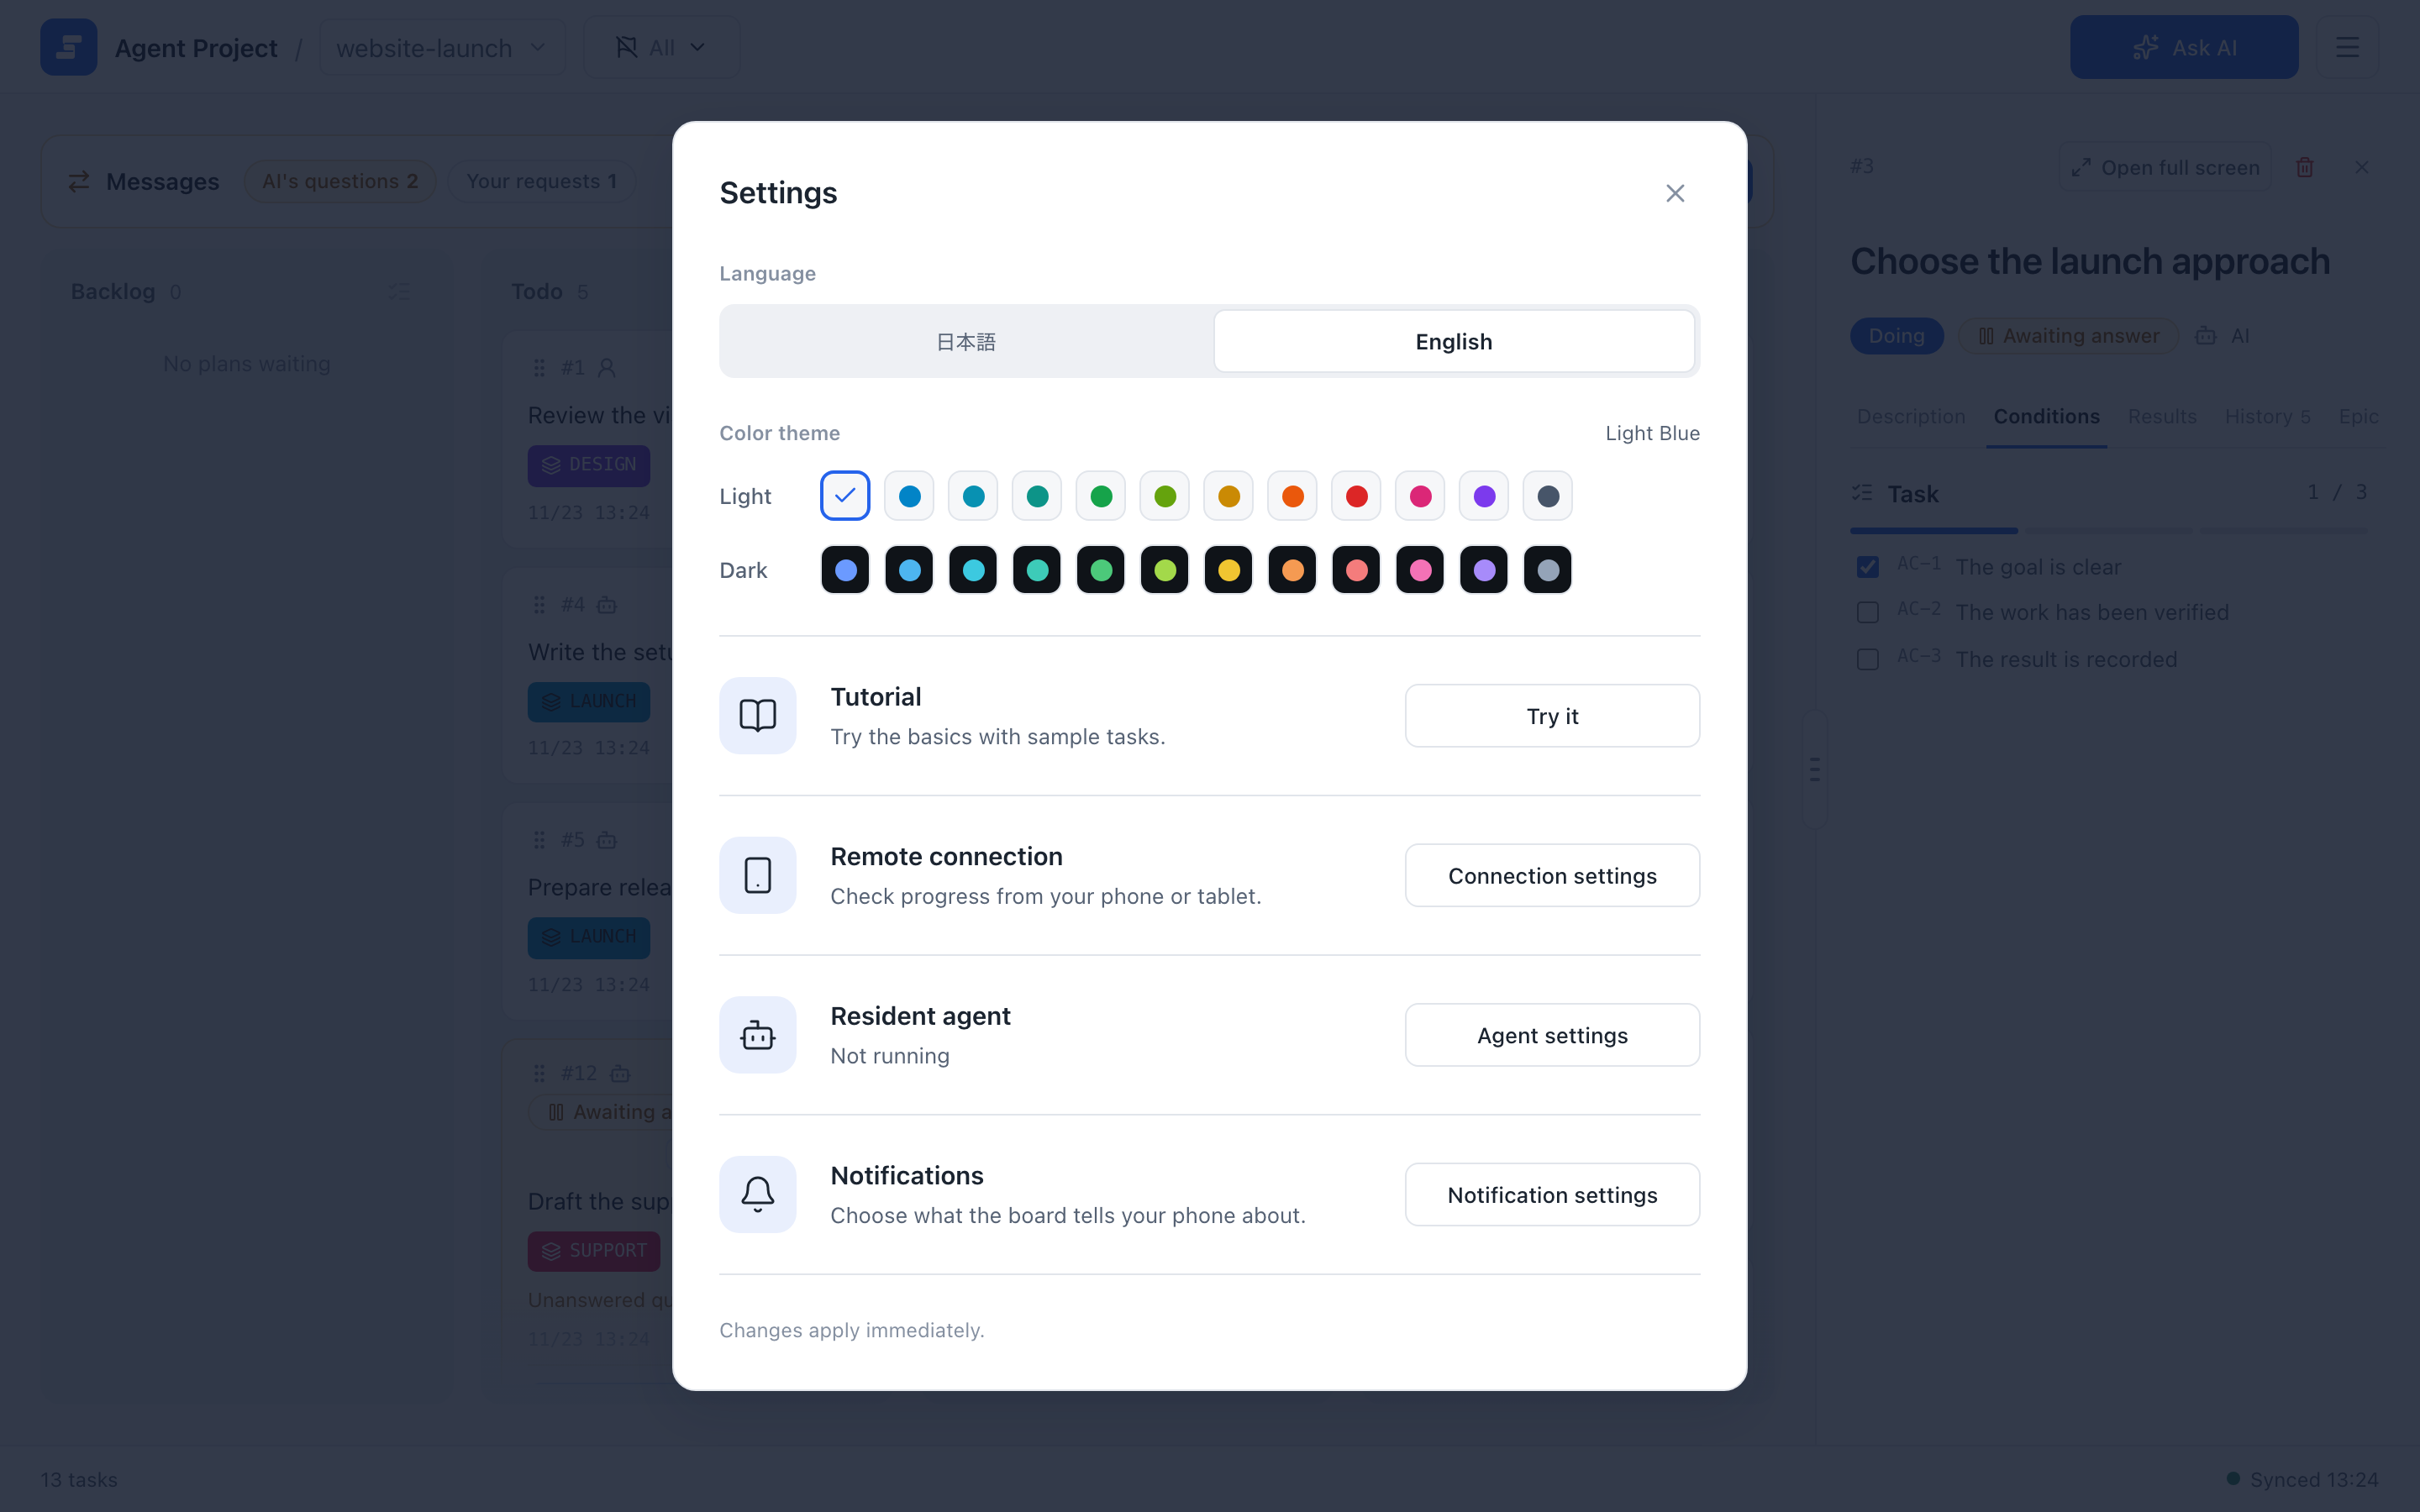 Agent Project / website-launch All Ask AI
Messages AI's questions 2 Your requests 1
Backlog 0
No plans waiting
Todo 5
#1
Review the vi
DESIGN
11/23 13:24
#4
Write the setu
LAUNCH
11/23 13:24
#5
Prepare relea
LAUNCH
11/23 13:24
#12
Awaiting a
Draft the sup
SUPPORT
Unanswered qu
11/23 13:24
Settings
Language
日本語 English
Color theme Light Blue
Light
Dark
Tutorial
Try the basics with sample tasks.
Try it
Remote connection
Check progress from your phone or tablet.
Connection settings
Resident agent
Not running
Agent settings
Notifications
Choose what the board tells your phone about.
Notification settings
Changes apply immediately.
#3 Open full screen
Choose the launch approach
Doing Awaiting answer AI
Description Conditions Results History 5 Epic
Task 1 / 3
AC-1 The goal is clear
AC-2 The work has been verified
AC-3 The result is recorded
13 tasks
Synced 13:24